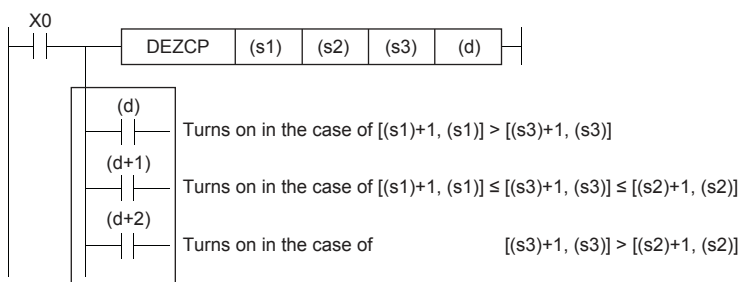 X0
DEZCP (s1) (s2) (s3) (d)
(d)
Turns on in the case of [(s1)+1, (s1)] > [(s3)+1, (s3)]
(d+1)
Turns on in the case of [(s1)+1, (s1)] ≤ [(s3)+1, (s3)] ≤ [(s2)+1, (s2)]
(d+2)
Turns on in the case of [(s3)+1, (s3)] > [(s2)+1, (s2)]